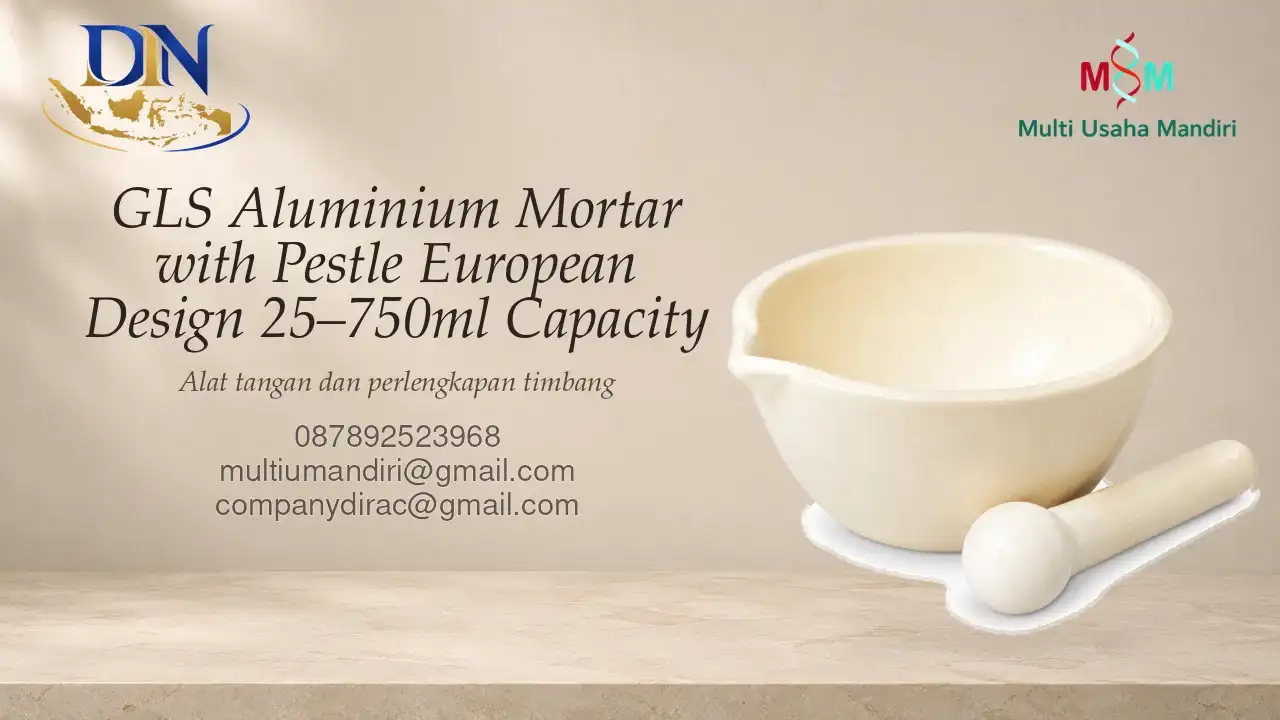 DIN
M M
Multi Usaha Mandiri
GLS Aluminium Mortar
with Pestle European
Design 25–750ml Capacity
Alat tangan dan perlengkapan timbang
087892523968
multiumandiri@gmail.com
companydirac@gmail.com